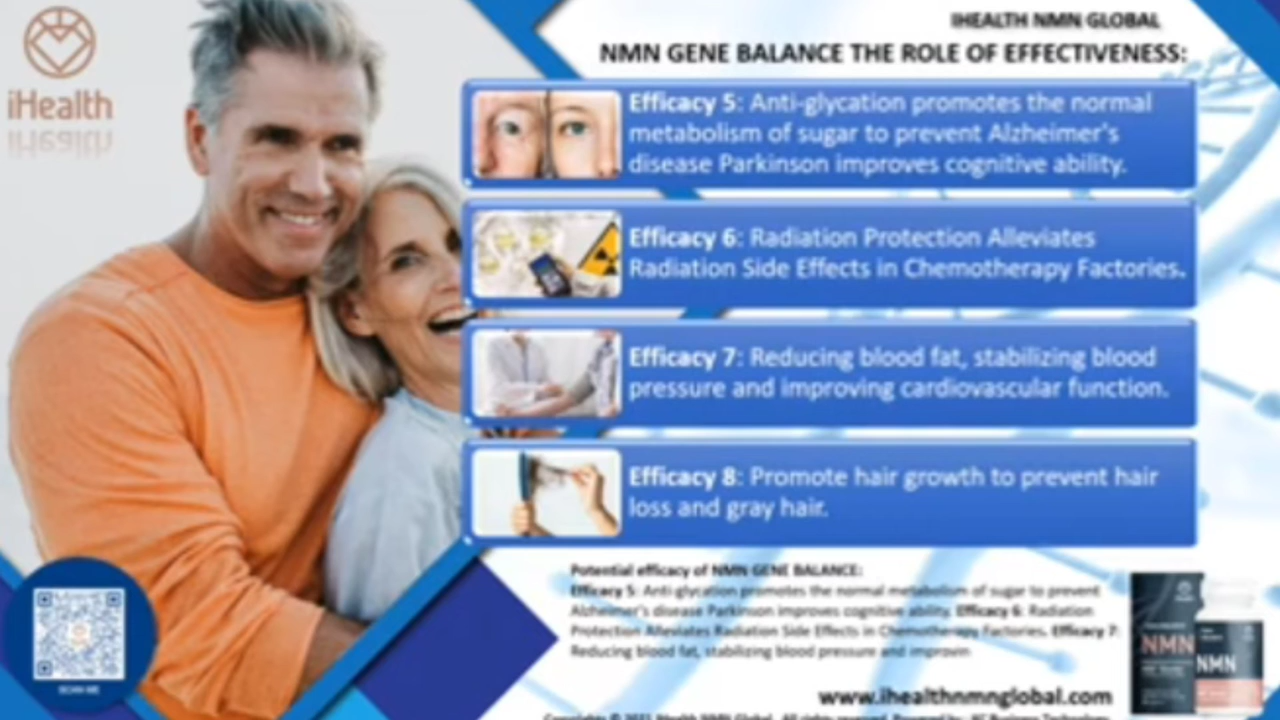 iHealth
IHEALTH NMN GLOBAL
NMN GENE BALANCE THE ROLE OF EFFECTIVENESS:
Efficacy 5: Anti-glycation promotes the normal
metabolism of sugar to prevent Alzheimer's
disease Parkinson improves cognitive ability.
Efficacy 6: Radiation Protection Alleviates
Radiation Side Effects in Chemotherapy Factories.
Efficacy 7: Reducing blood fat, stabilizing blood
pressure and improving cardiovascular function.
Efficacy 8: Promote hair growth to prevent hair
loss and gray hair.
Potential efficacy of NMN GENE BALANCE:
Efficacy 5: Anti-glycation promotes the normal metabolism of sugar to prevent
Alzheimer's disease Parkinson improves cognitive ability. Efficacy 6: Radiation
Protection Alleviates Radiation Side Effects in Chemotherapy Factories. Efficacy 7:
Reducing blood fat, stabilizing blood pressure and improvin
SCAN ME
NMN
NMN
www.ihealthnmnglobal.com